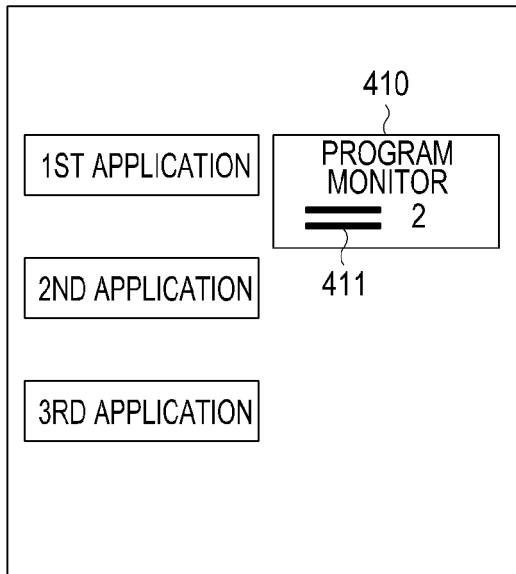 410
1ST APPLICATION
PROGRAM
MONITOR
2
411
2ND APPLICATION
3RD APPLICATION